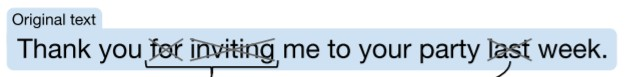 Original text
Thank you for inviting me to your party last week.